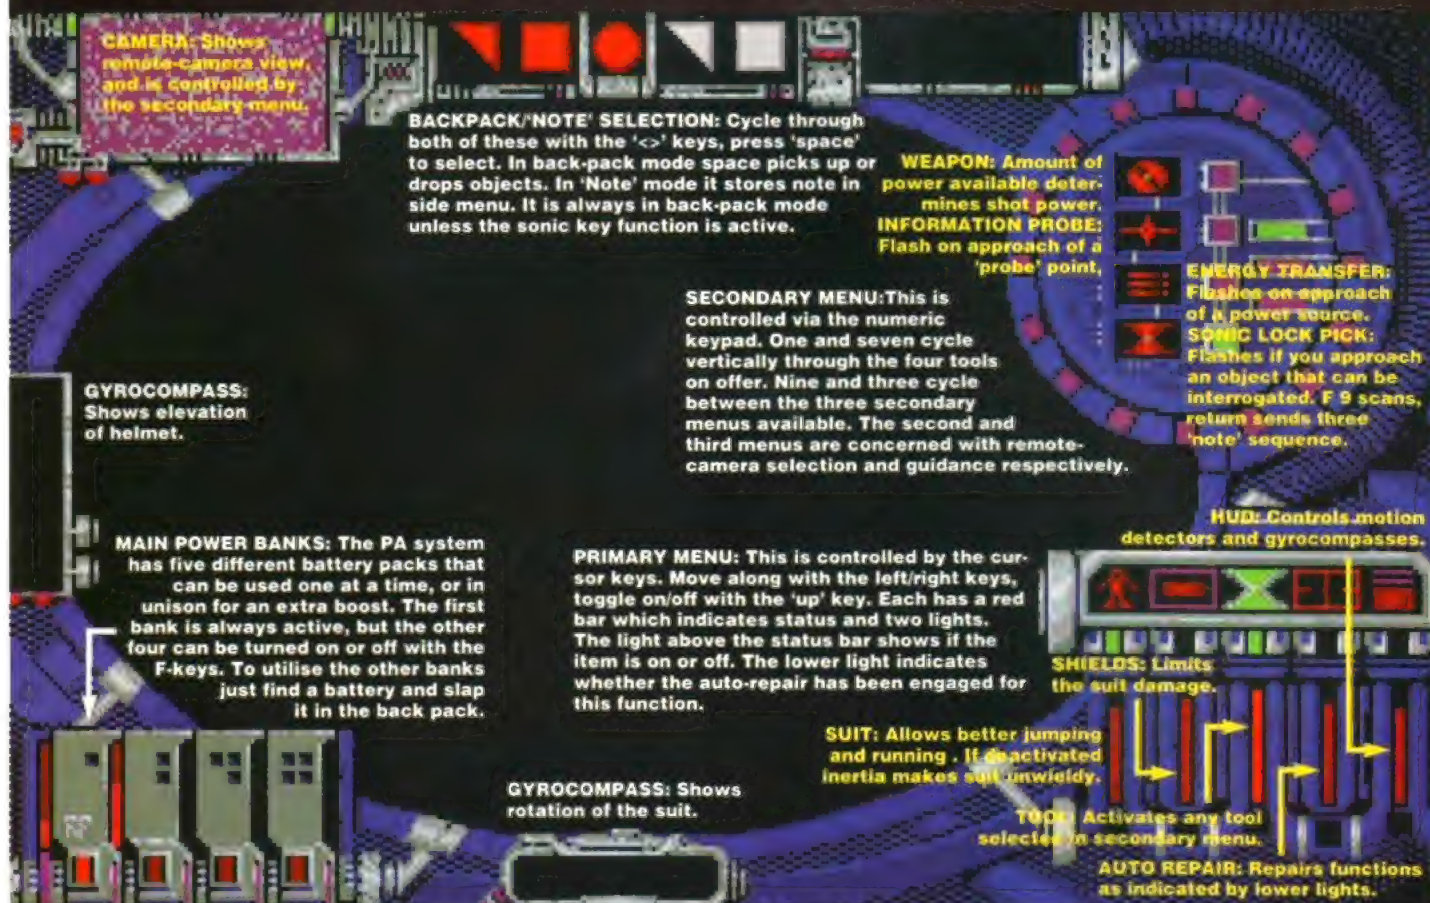 CAMERA: Shows
remote-camera view,
and is controlled by
the secondary menu.
BACKPACK/'NOTE' SELECTION: Cycle through
both of these with the '<>' keys, press 'space'
to select. In back-pack mode space picks up or
drops objects. In 'Note' mode it stores note in
side menu. It is always in back-pack mode
unless the sonic key function is active.
WEAPON: Amount of
power available deter-
mines shot power.
INFORMATION PROBE:
Flash on approach of a
'probe' point,
ENERGY TRANSFER:
Flashes on approach
of a power source.
SONIC LOCK PICK:
Flashes if you approach
an object that can be
interrogated. F 9 scans,
return sends three
'note' sequence.
SECONDARY MENU:This is
controlled via the numeric
keypad. One and seven cycle
vertically through the four tools
on offer. Nine and three cycle
between the three secondary
menus available. The second and
third menus are concerned with remote-
camera selection and guidance respectively.
GYROCOMPASS:
Shows elevation
of helmet.
MAIN POWER BANKS: The PA system
has five different battery packs that
can be used one at a time, or in
unison for an extra boost. The first
bank is always active, but the other
four can be turned on or off with the
F-keys. To utilise the other banks
just find a battery and slap
it in the back pack.
PRIMARY MENU: This is controlled by the cur-
sor keys. Move along with the left/right keys,
toggle on/off with the 'up' key. Each has a red
bar which indicates status and two lights.
The light above the status bar shows if the
item is on or off. The lower light indicates
whether the auto-repair has been engaged for
this function.
HUD: Controls motion
detectors and gyrocompasses.
SHIELDS: Limits
the suit damage.
SUIT: Allows better jumping
and running . If deactivated
inertia makes suit unwieldy.
GYROCOMPASS: Shows
rotation of the suit.
TOOL: Activates any tool
selected in secondary menu.
AUTO REPAIR: Repairs functions
as indicated by lower lights.